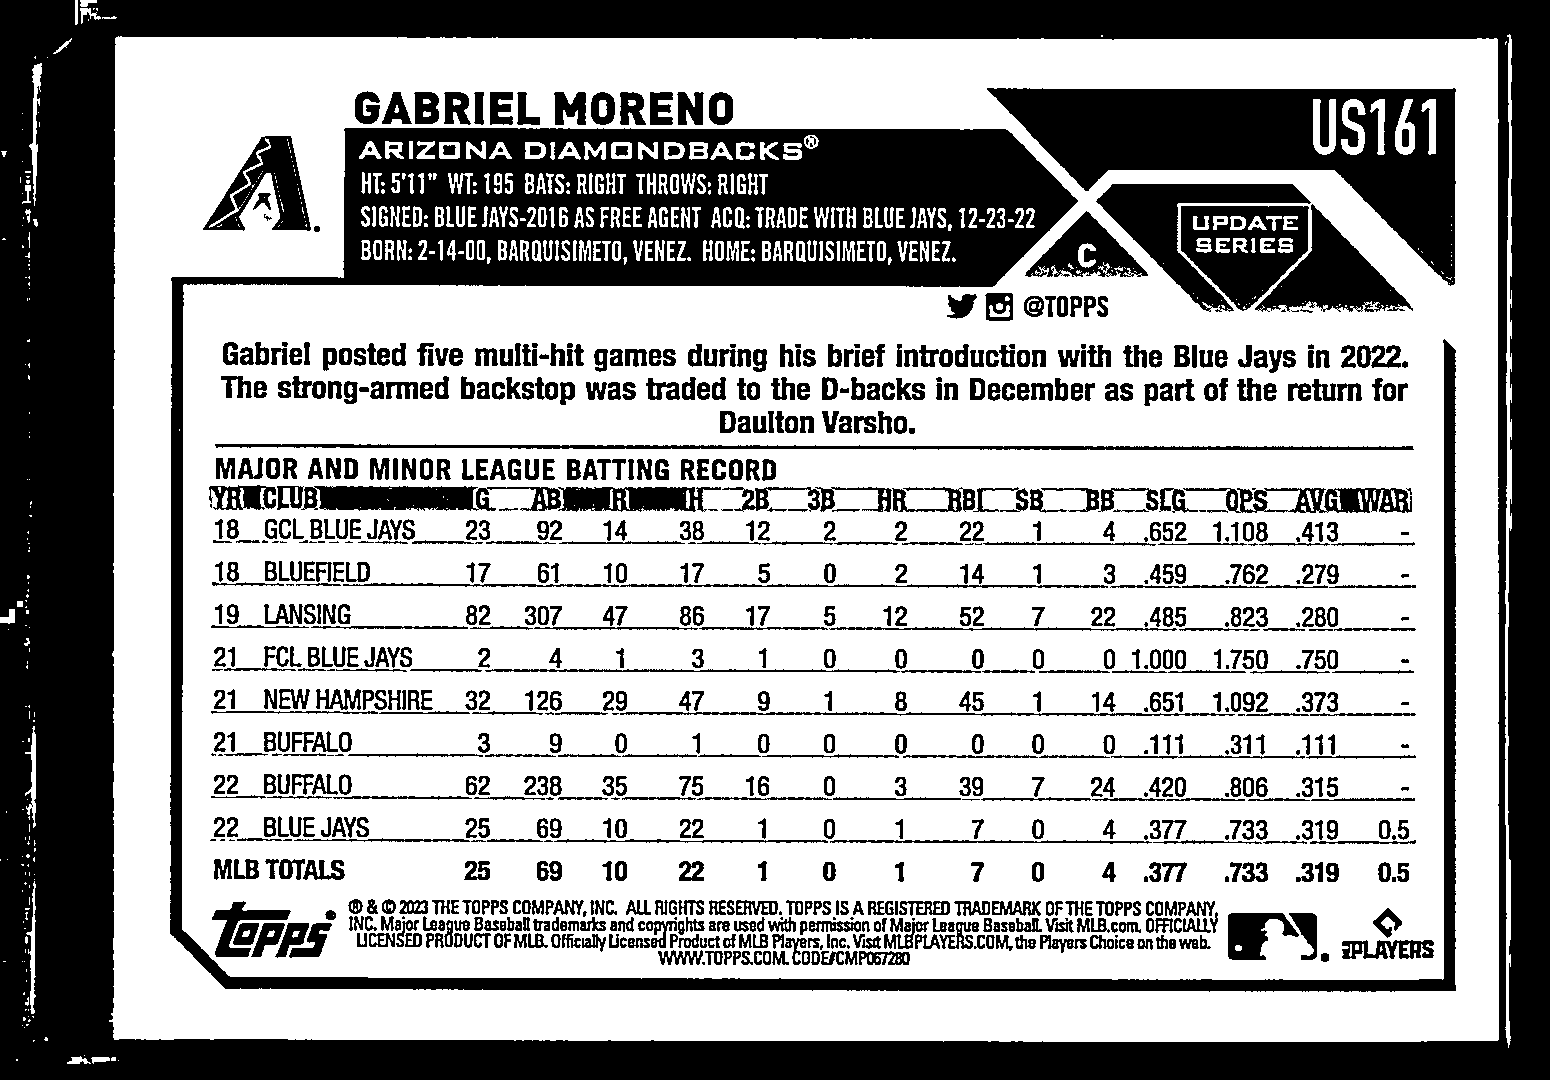 GABRIEL MORENO
US161
ARIZONA DIAMONDBACKS®
HT: 5'11" WT: 195 BATS: RIGHT THROWS: RIGHT
SIGNED: BLUE JAYS-2016 AS FREE AGENT ACQ: TRADE WITH BLUE JAYS, 12-23-22
BORN: 2-14-00, BARQUISIMETO, VENEZ. HOME: BARQUISIMETO, VENEZ.
C
UPDATE
SERIES
@TOPPS
Gabriel posted five multi-hit games during his brief introduction with the Blue Jays in 2022.
The strong-armed backstop was traded to the D-backs in December as part of the return for
Daulton Varsho.
MAJOR AND MINOR LEAGUE BATTING RECORD
YR CLUB G AB R H 2B 3B HR RBI SB BB SLG OPS AVG WAR
18 GCL BLUE JAYS 23 92 14 38 12 2 2 22 1 4 .652 1.108 .413 -
18 BLUEFIELD 17 61 10 17 5 0 2 14 1 3 .459 .762 .279 -
19 LANSING 82 307 47 86 17 5 12 52 7 22 .485 .823 .280 -
21 FCL BLUE JAYS 2 4 1 3 1 0 0 0 0 0 1.000 1.750 .750 -
21 NEW HAMPSHIRE 32 126 29 47 9 1 8 45 1 14 .651 1.092 .373 -
21 BUFFALO 3 9 0 1 0 0 0 0 0 0 .111 .311 .111 -
22 BUFFALO 62 238 35 75 16 0 3 39 7 24 .420 .806 .315 -
22 BLUE JAYS 25 69 10 22 1 0 1 7 0 4 .377 .733 .319 0.5
MLB TOTALS 25 69 10 22 1 0 1 7 0 4 .377 .733 .319 0.5
topps
® & © 2023 THE TOPPS COMPANY, INC. ALL RIGHTS RESERVED. TOPPS IS A REGISTERED TRADEMARK OF THE TOPPS COMPANY,
INC. Major League Baseball trademarks and copyrights are used with permission of Major League Baseball. Visit MLB.com. OFFICIALLY
LICENSED PRODUCT OF MLB. Officially Licensed Product of MLB Players, Inc. Visit MLBPLAYERS.COM, the Players Choice on the web.
WWW.TOPPS.COM. CODE#CMP067280
PLAYERS